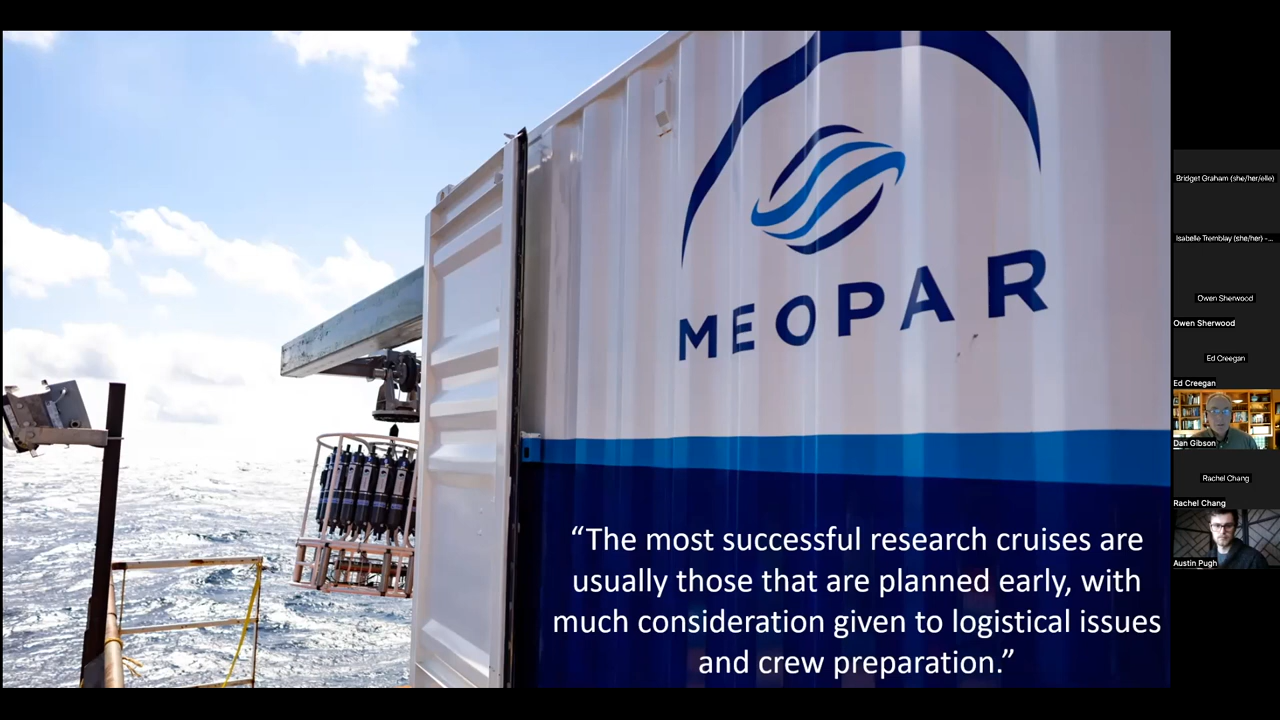 MEOPAR
“The most successful research cruises are
usually those that are planned early, with
much consideration given to logistical issues
and crew preparation.”
Bridget Graham (she/her/elle)
Isabelle Tremblay (she/her) -...
Owen Sherwood
Owen Sherwood
Ed Creegan
Ed Creegan
Dan Gibson
Rachel Chang
Rachel Chang
Austin Pugh